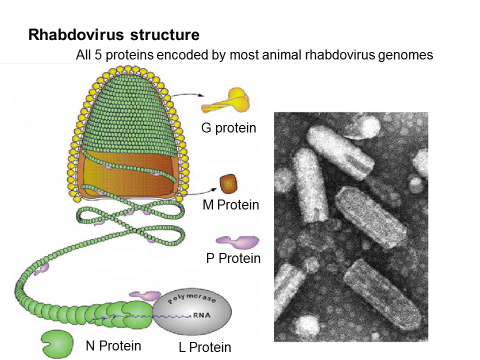 Rhabdovirus structure
All 5 proteins encoded by most animal rhabdovirus genomes
G protein
M Protein
P Protein
Polymerase
RNA
N Protein
L Protein